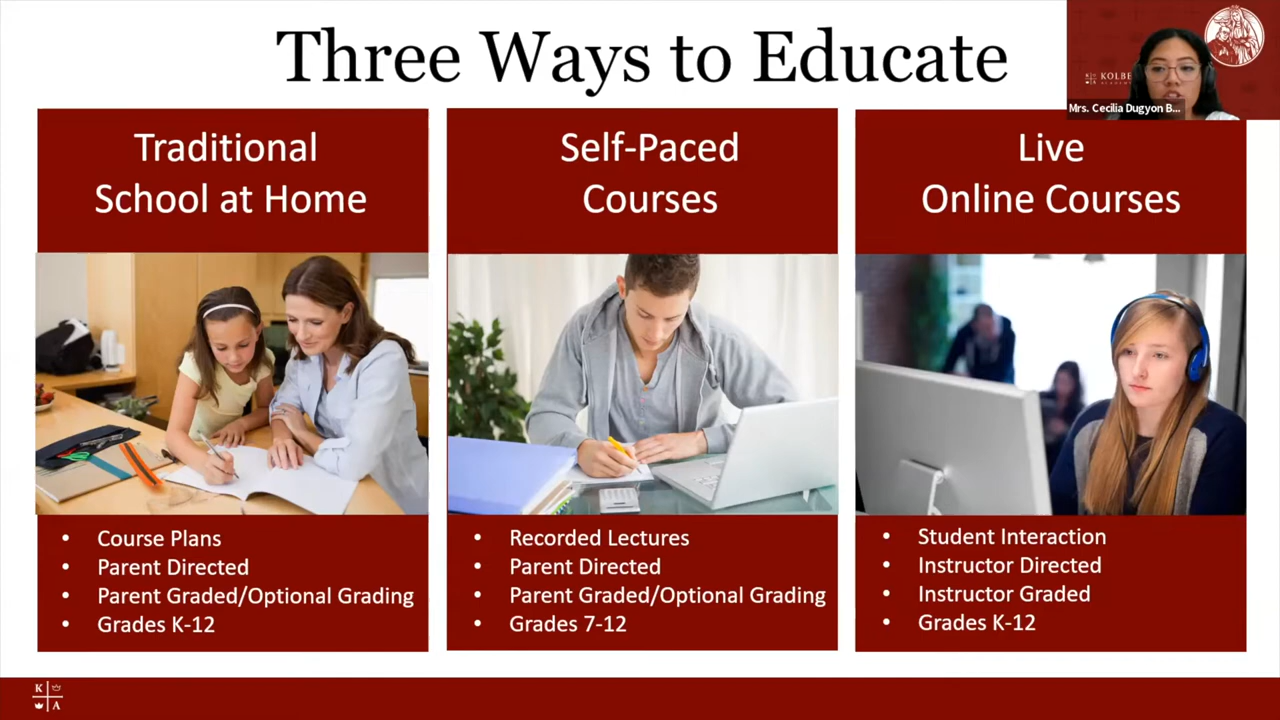 Three Ways to Educate
KOLBE
Mrs. Cecilia Dugyon B...
Traditional
School at Home
Self-Paced
Courses
Live
Online Courses
• Course Plans
• Parent Directed
• Parent Graded/Optional Grading
• Grades K-12
• Recorded Lectures
• Parent Directed
• Parent Graded/Optional Grading
• Grades 7-12
• Student Interaction
• Instructor Directed
• Instructor Graded
• Grades K-12
K
A